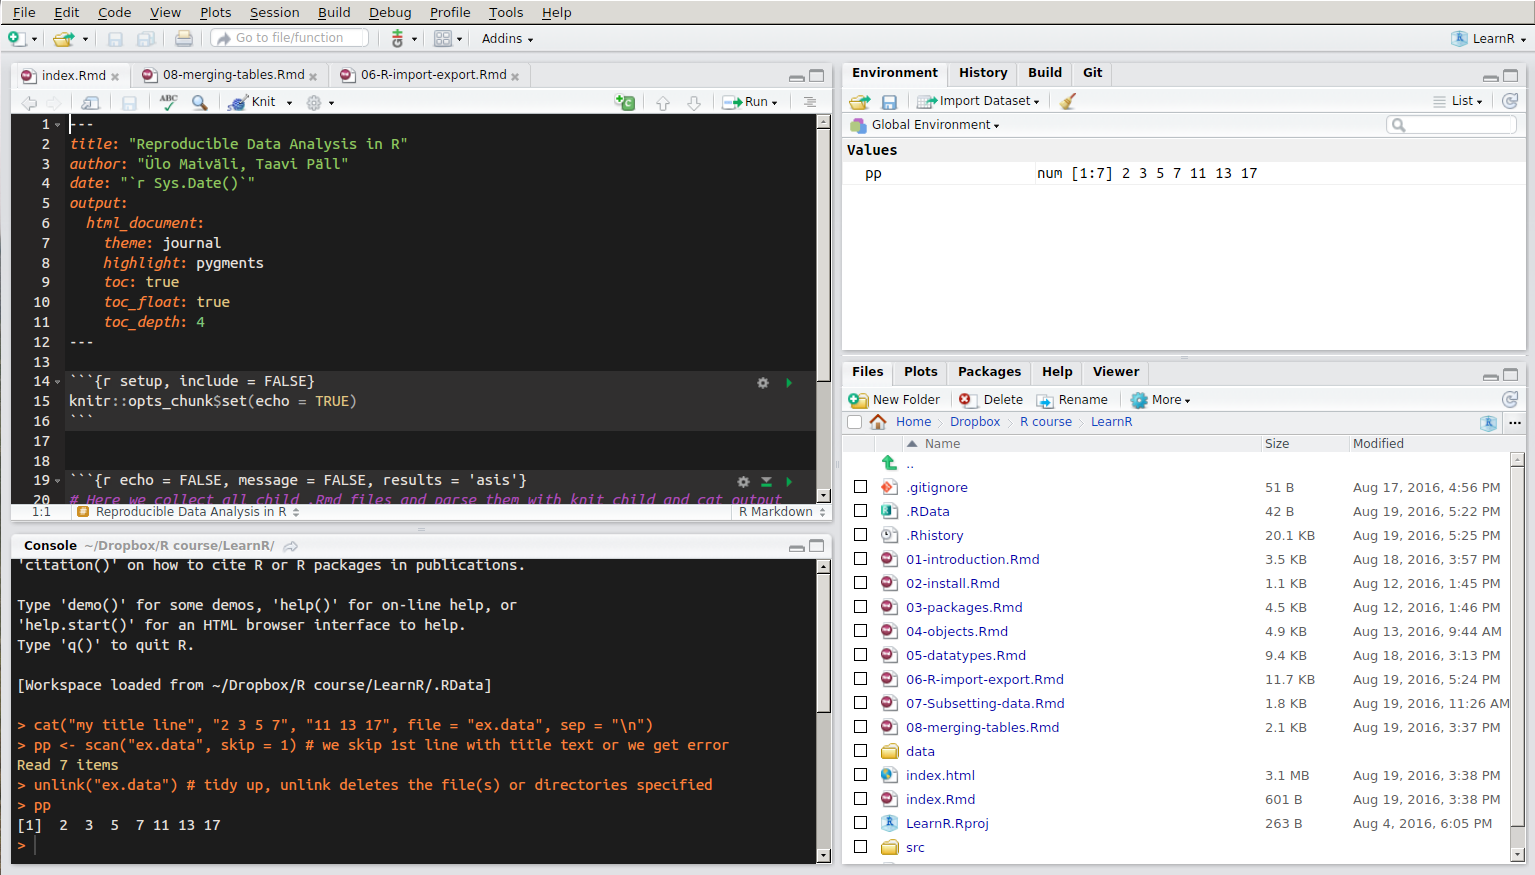 File Edit Code View Plots Session Build Debug Profile Tools Help
Go to file/function Addins LearnR
index.Rmd 08-merging-tables.Rmd 06-R-import-export.Rmd
ABC Knit Run
1 ---
2 title: "Reproducible Data Analysis in R"
3 author: "Ülo Maiväli, Taavi Päll"
4 date: "`r Sys.Date()`"
5 output:
6 html_document:
7 theme: journal
8 highlight: pygments
9 toc: true
10 toc_float: true
11 toc_depth: 4
12 ---
13
14 ```{r setup, include = FALSE}
15 knitr::opts_chunk$set(echo = TRUE)
16 ```
17
18
19 ```{r echo = FALSE, message = FALSE, results = 'asis'}
20 # Here we collect all child .Rmd files and parse them with knit_child and cat output
1:1 # Reproducible Data Analysis in R R Markdown
Console ~/Dropbox/R course/LearnR/
'citation()' on how to cite R or R packages in publications.
Type 'demo()' for some demos, 'help()' for on-line help, or
'help.start()' for an HTML browser interface to help.
Type 'q()' to quit R.
[Workspace loaded from ~/Dropbox/R course/LearnR/.RData]
> cat("my title line", "2 3 5 7", "11 13 17", file = "ex.data", sep = "\n")
> pp <- scan("ex.data", skip = 1) # we skip 1st line with title text or we get error
Read 7 items
> unlink("ex.data") # tidy up, unlink deletes the file(s) or directories specified
> pp
[1]  2  3  5  7 11 13 17
>
Environment History Build Git
Import Dataset List
Global Environment
Values
pp num [1:7] 2 3 5 7 11 13 17
Files Plots Packages Help Viewer
New Folder Delete Rename More
Home Dropbox R course LearnR ...
Name Size Modified
..
.gitignore 51 B Aug 17, 2016, 4:56 PM
.RData 42 B Aug 19, 2016, 5:22 PM
.Rhistory 20.1 KB Aug 19, 2016, 5:25 PM
01-introduction.Rmd 3.5 KB Aug 18, 2016, 3:57 PM
02-install.Rmd 1.1 KB Aug 12, 2016, 1:45 PM
03-packages.Rmd 4.5 KB Aug 12, 2016, 1:46 PM
04-objects.Rmd 4.9 KB Aug 13, 2016, 9:44 AM
05-datatypes.Rmd 9.4 KB Aug 18, 2016, 3:13 PM
06-R-import-export.Rmd 11.7 KB Aug 19, 2016, 5:24 PM
07-Subsetting-data.Rmd 1.8 KB Aug 19, 2016, 11:26 AM
08-merging-tables.Rmd 2.1 KB Aug 19, 2016, 3:37 PM
data
index.html 3.1 MB Aug 19, 2016, 3:38 PM
index.Rmd 601 B Aug 19, 2016, 3:38 PM
LearnR.Rproj 263 B Aug 4, 2016, 6:05 PM
src